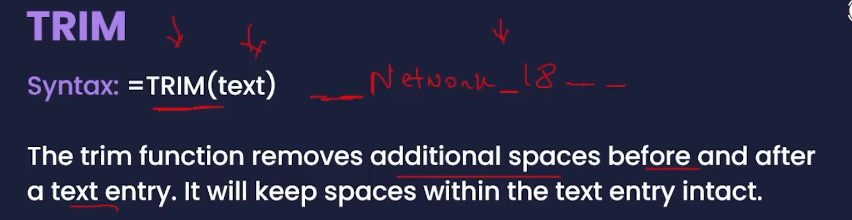 TRIM
Syntax: =TRIM(text) __Network_18_ _
The trim function removes additional spaces before and after
a text entry. It will keep spaces within the text entry intact.